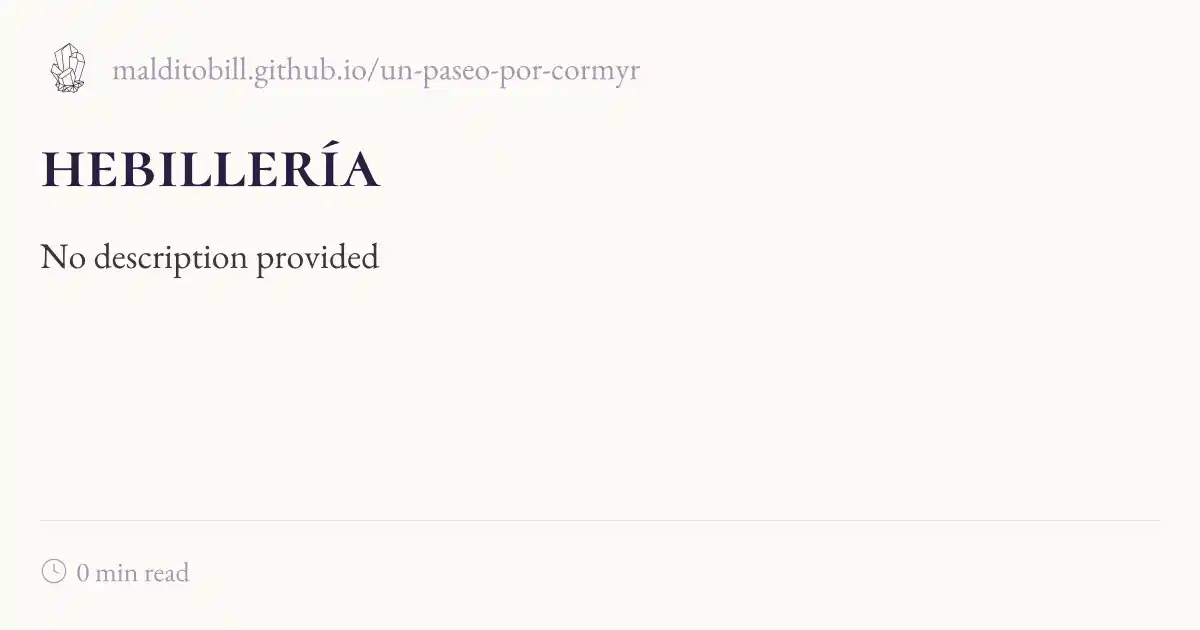 malditobill.github.io/un-paseo-por-cormyr
HEBILLERÍA
No description provided
0 min read